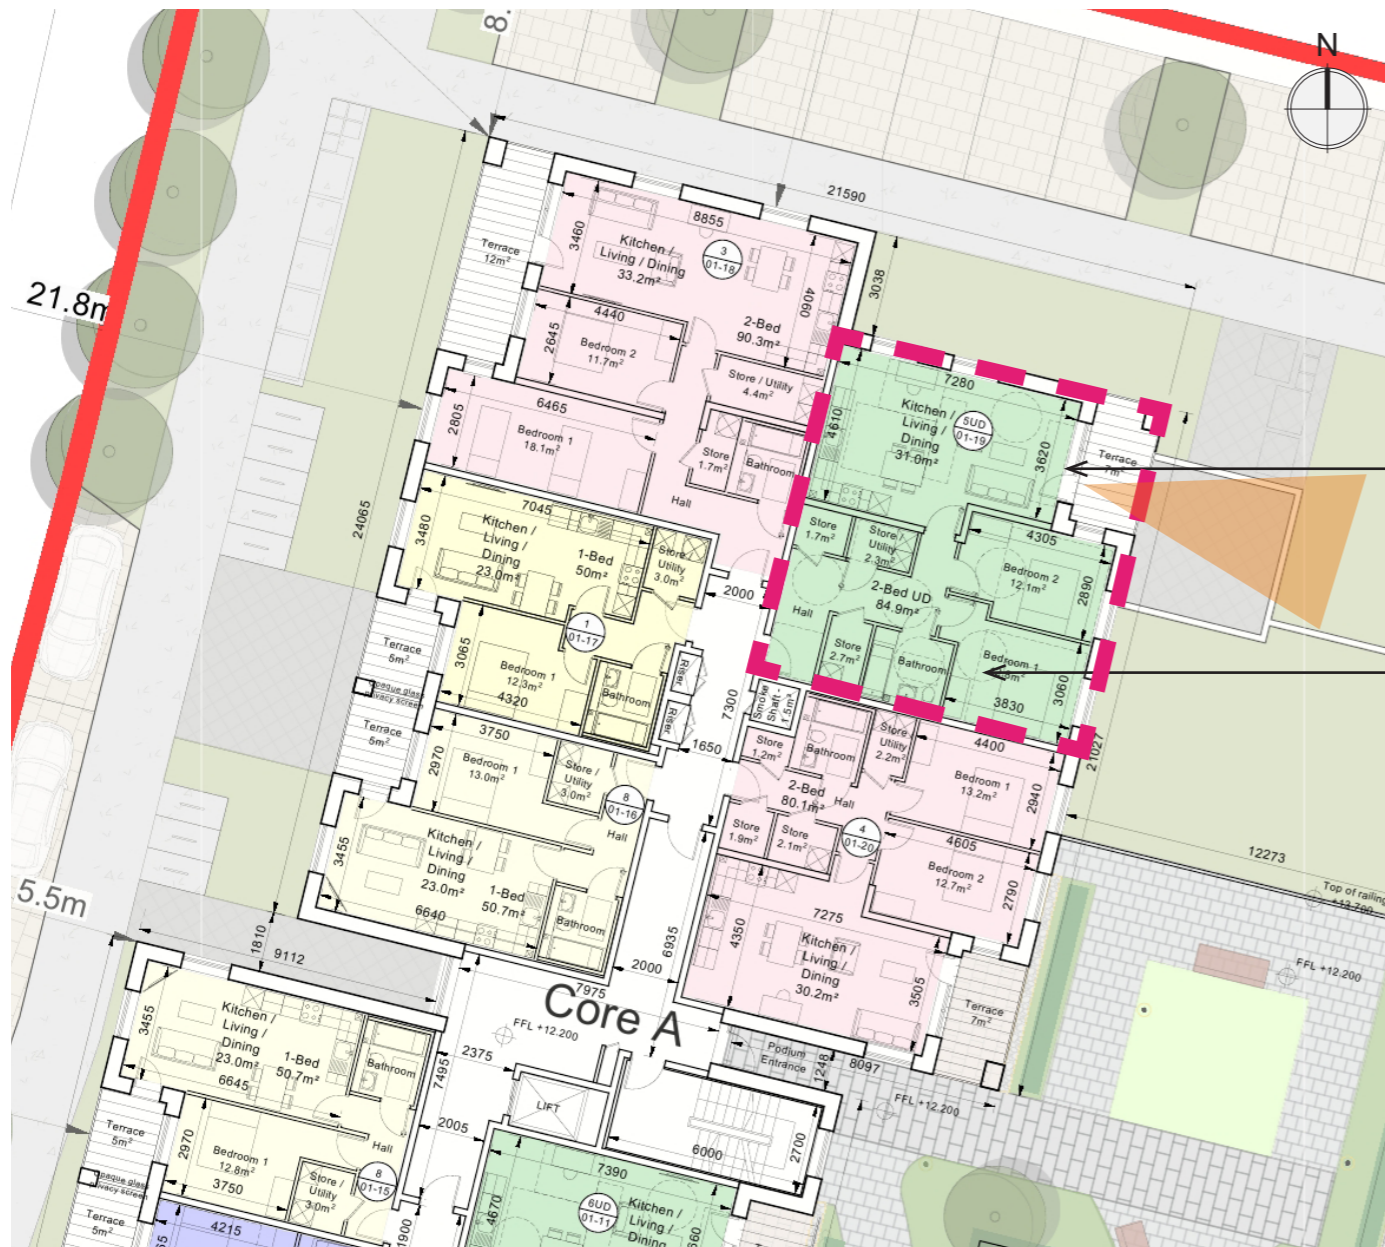 8.
N
21590
8855
3460
Kitchen /
Living / Dining
33.2m²
3
01-18
Terrace
12m²
3038
4060
21.8m
4440
2645
Bedroom 2
11.7m²
2-Bed
90.3m²
Store / Utility
4.4m²
7280
Kitchen /
Living /
Dining
31.0m²
5UD
01-19
4610
3620
Terrace
7m²
2805
6465
Bedroom 1
18.1m²
Store
1.7m²
Bathroom
Hall
24065
3480
7045
Kitchen /
Living /
Dining
23.0m²
1-Bed
50m²
Store
Utility
3.0m²
Store
1.7m²
Store /
Utility
2.3m²
4305
Bedroom 2
12.1m²
2890
2-Bed UD
84.9m²
2000
Hall
1
01-17
Terrace
5m²
3065
Bedroom 1
12.3m²
4320
Bathroom
Riser
Store
2.7m²
Bathroom
Bedroom 1
3060
3830
Opaque glass
privacy screen
Terrace
5m²
Riser
7300
Smoke
Shaft -
1.5m²
1650
3750
2970
Bedroom 1
13.0m²
Store /
Utility
3.0m²
8
01-16
Hall
Store
1.2m²
Bathroom
Store
Utility
2.2m²
4400
Bedroom 1
13.2m²
2940
21027
2-Bed
80.1m²
Hall
Store
1.9m²
Store
2.1m²
4
01-20
4605
Bedroom 2
12.7m²
2790
12273
Top of railing
+13.700
3455
Kitchen /
Living /
Dining
23.0m²
1-Bed
50.7m²
6640
Bathroom
5.5m
1810
9112
6935
2000
7975
4350
7275
Kitchen /
Living /
Dining
30.2m²
3505
Terrace
7m²
FFL +12.200
Core A
FFL +12.200
3455
Kitchen /
Living /
Dining
23.0m²
1-Bed
50.7m²
6645
Bathroom
2375
7495
Podium
Entrance
1248
8097
FFL +12.200
LIFT
2005
6000
2700
Terrace
5m²
2970
Bedroom 1
12.8m²
3750
Hall
Store /
Utility
3.0m²
8
01-15
Opaque glass
privacy screen
Terrace
5m²
4215
1900
7390
4670
6UD
01-11
Kitchen /
Living /
Dining